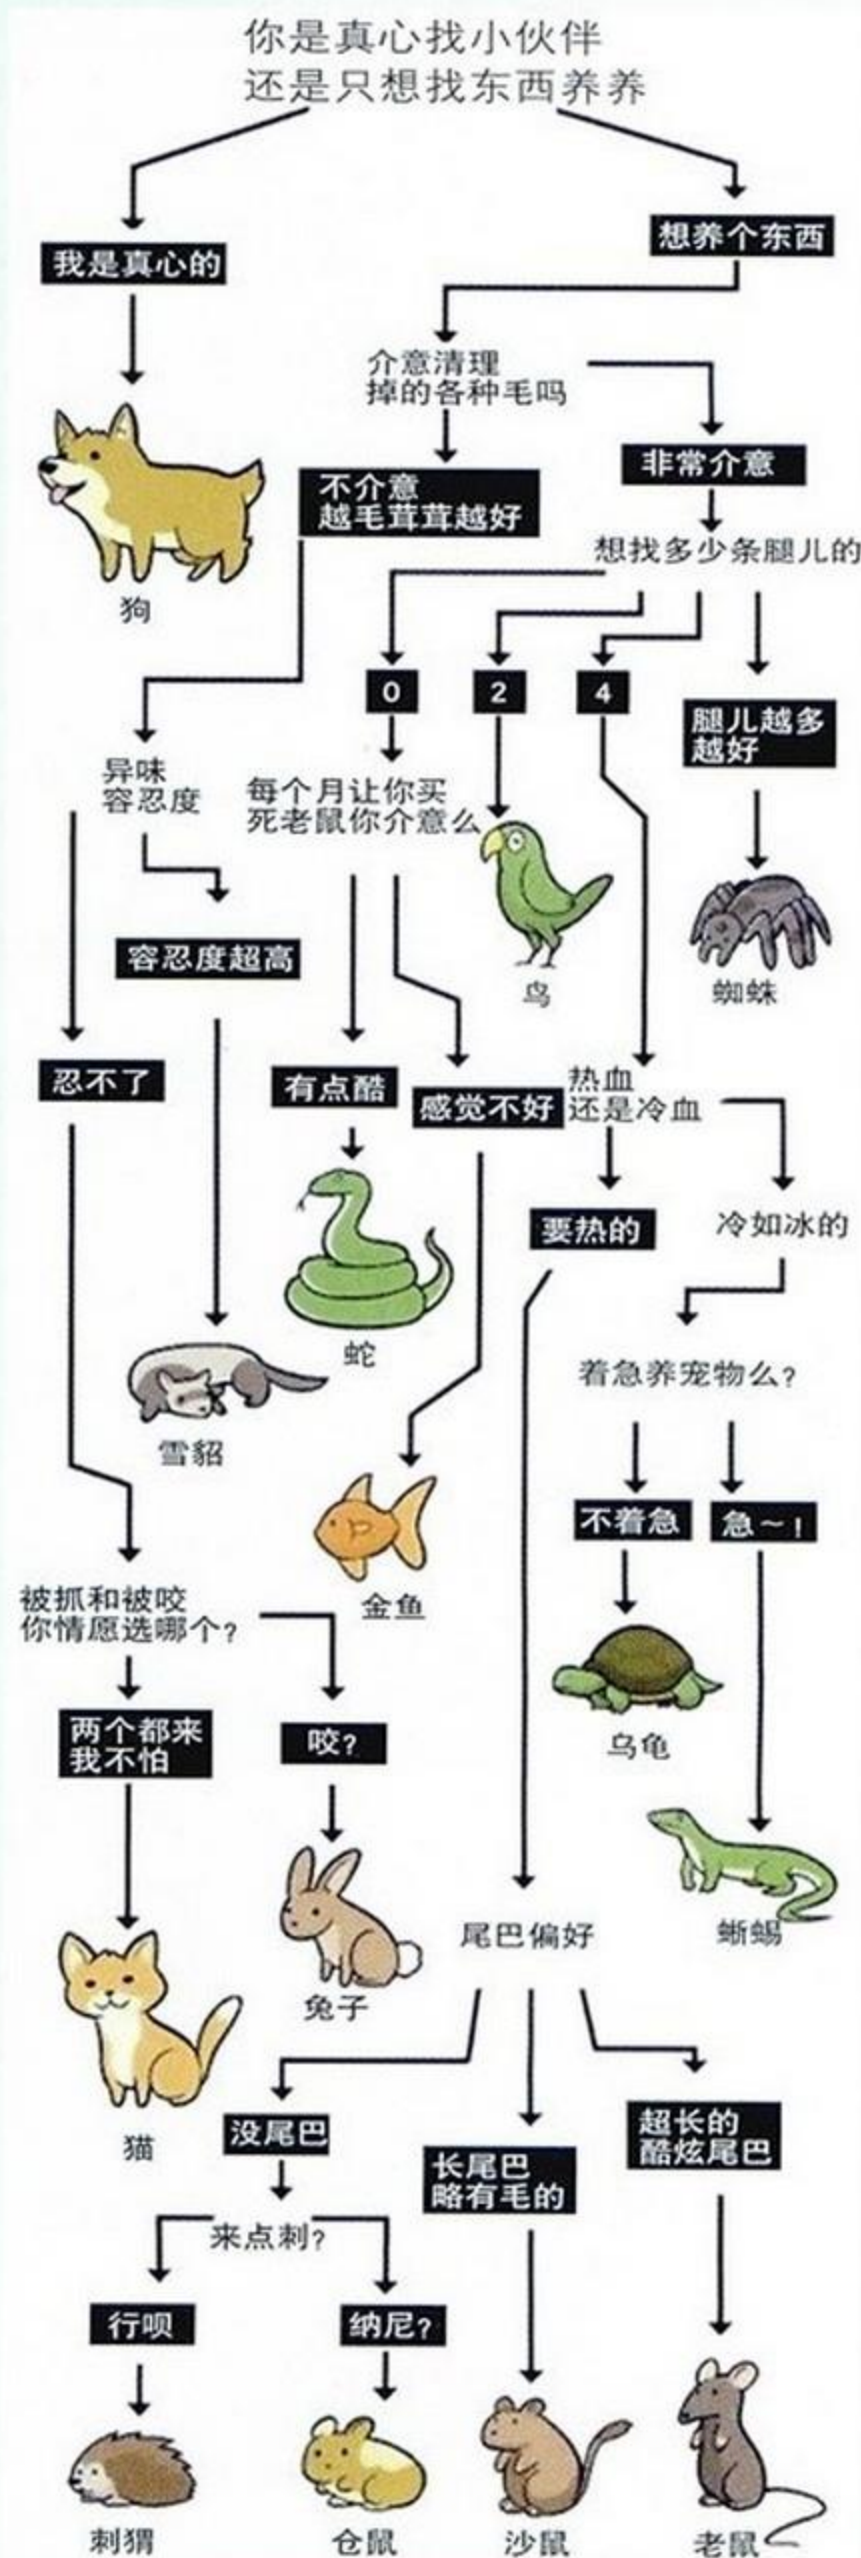 你是真心找小伙伴
还是只想找东西养养
我是真心的
想养个东西
介意清理
掉的各种毛吗
非常介意
不介意
越毛茸茸越好
想找多少条腿儿的
狗
0
2
4
腿儿越多
越好
异味
容忍度
每个月让你买
死老鼠你介意么
容忍度超高
鸟
蜘蛛
忍不了
有点酷
感觉不好
热血
还是冷血
要热的
冷如冰的
蛇
着急养宠物么?
雪貂
不着急
急~!
金鱼
被抓和被咬
你情愿选哪个?
两个都来
我不怕
咬?
乌龟
尾巴偏好
蜥蜴
兔子
猫
没尾巴
长尾巴
略有毛的
超长的
酷炫尾巴
来点刺?
行呗
纳尼?
刺猬
仓鼠
沙鼠
老鼠